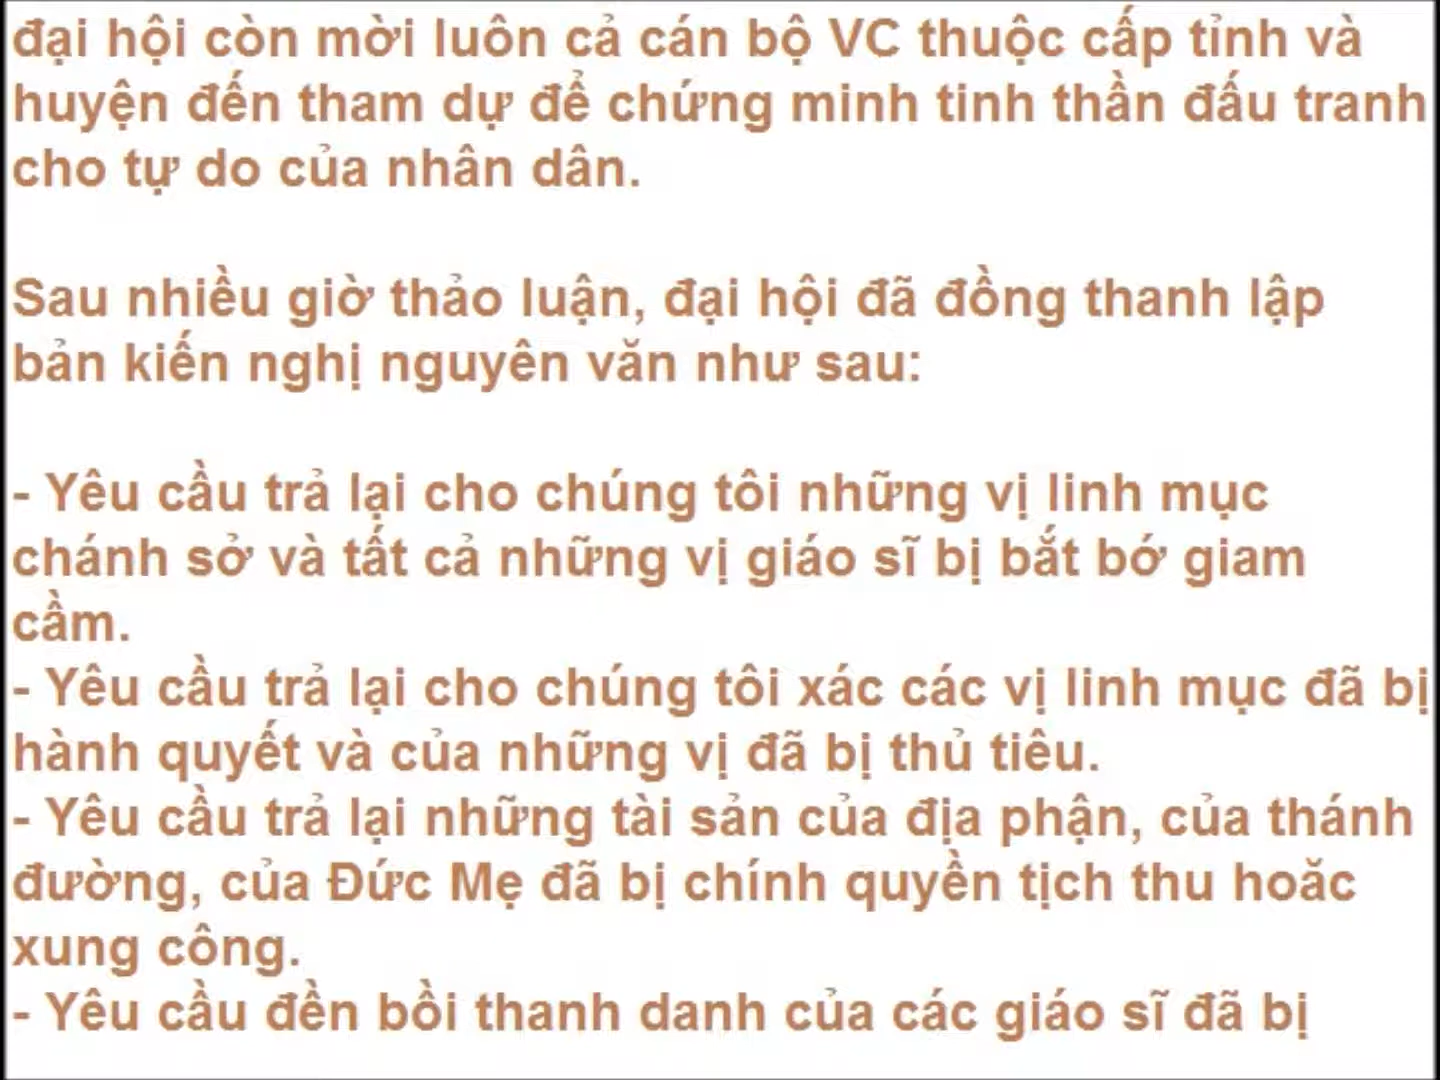 đại hội còn mời luôn cả cán bộ VC thuộc cấp tỉnh và
huyện đến tham dự để chứng minh tinh thần đấu tranh
cho tự do của nhân dân.
Sau nhiều giờ thảo luận, đại hội đã đồng thanh lập
bản kiến nghị nguyên văn như sau:
- Yêu cầu trả lại cho chúng tôi những vị linh mục
chánh sở và tất cả những vị giáo sĩ bị bắt bớ giam
cầm.
- Yêu cầu trả lại cho chúng tôi xác các vị linh mục đã bị
hành quyết và của những vị đã bị thủ tiêu.
- Yêu cầu trả lại những tài sản của địa phận, của thánh
đường, của Đức Mẹ đã bị chính quyền tịch thu hoăc
xung công.
- Yêu cầu đền bồi thanh danh của các giáo sĩ đã bị